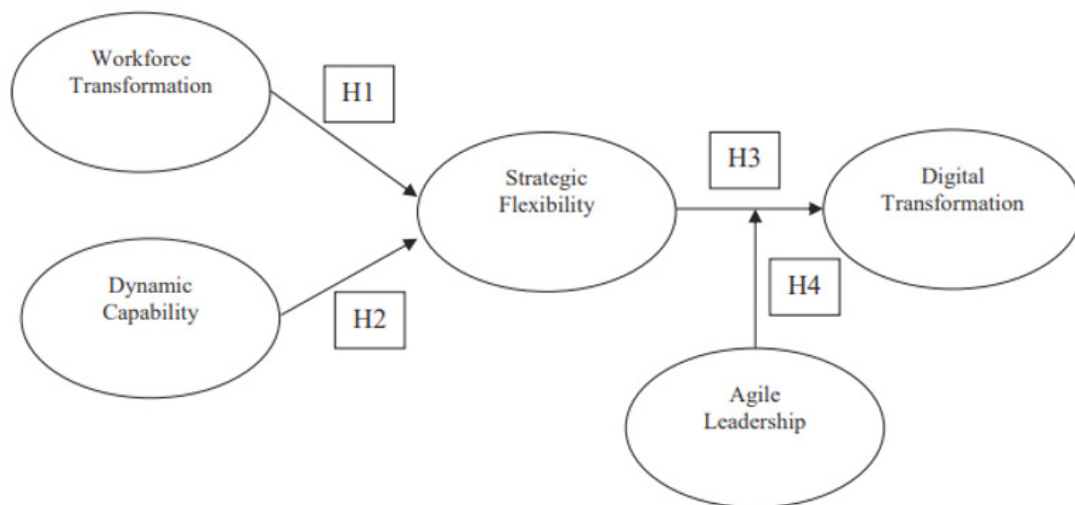 Workforce
Transformation
H1
Strategic
Flexibility
H3
Digital
Transformation
Dynamic
Capability
H2
H4
Agile
Leadership